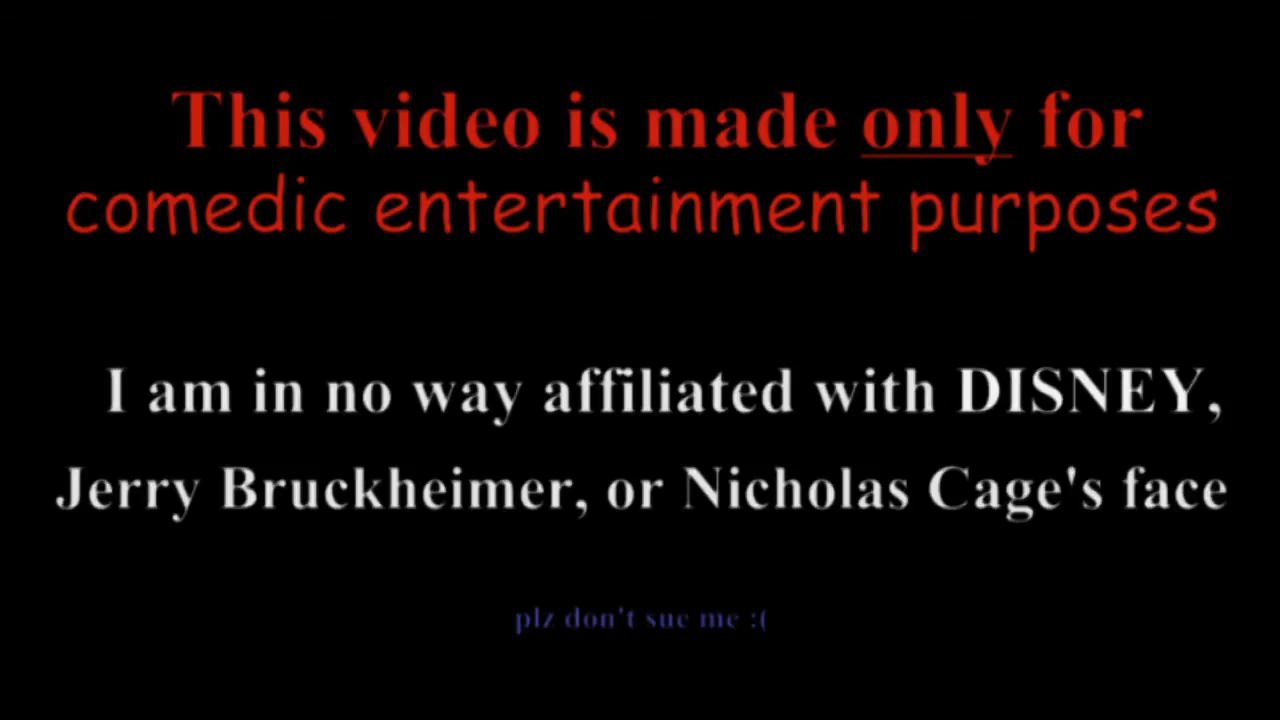 This video is made only for
comedic entertainment purposes
I am in no way affiliated with DISNEY,
Jerry Bruckheimer, or Nicholas Cage's face
plz don't sue me :(